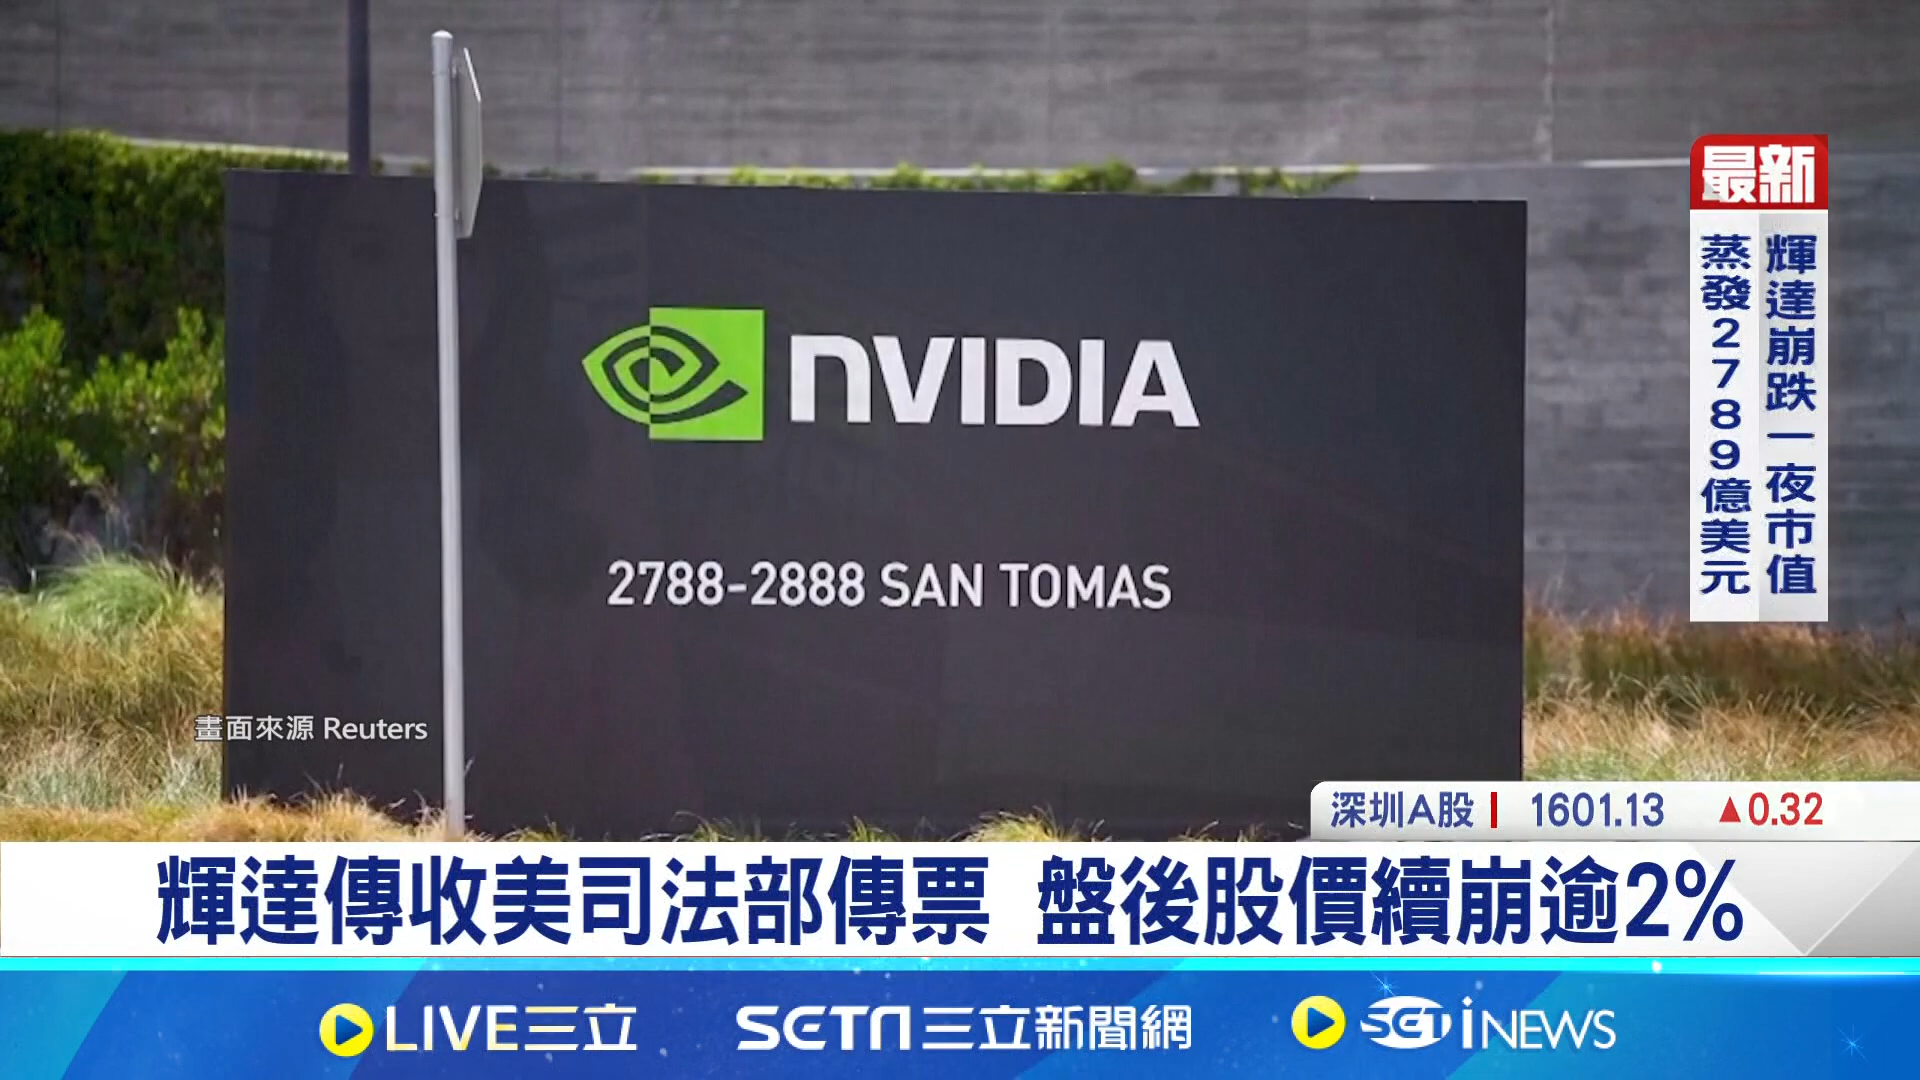 最新
輝達崩跌一夜市值
蒸發2789億美元
NVIDIA
2788-2888 SAN TOMAS
畫面來源 Reuters
深圳A股 1601.13 ▲0.32
輝達傳收美司法部傳票 盤後股價續崩逾2%
LIVE三立 SETN三立新聞網 SETiNEWS